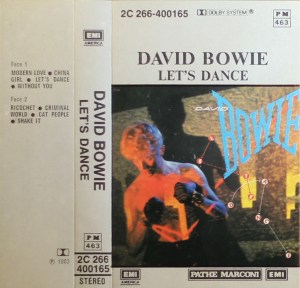 Face 1
MODERN LOVE ● CHINA
GIRL ● LET'S DANCE
● WITHOUT YOU
Face 2
RICOCHET ● CRIMINAL
WORLD ● CAT PEOPLE
● SHAKE IT
℗ 1983
EMI
AMERICA
DAVID BOWIE
LET'S DANCE
PM
463
2C 266
400165
STEREO
2C 266-400165
DOLBY SYSTEM
PM
463
DAVID BOWIE
LET'S DANCE
DAVID
BOWIE
EMI
AMERICA
PATHE MARCONI
EMI